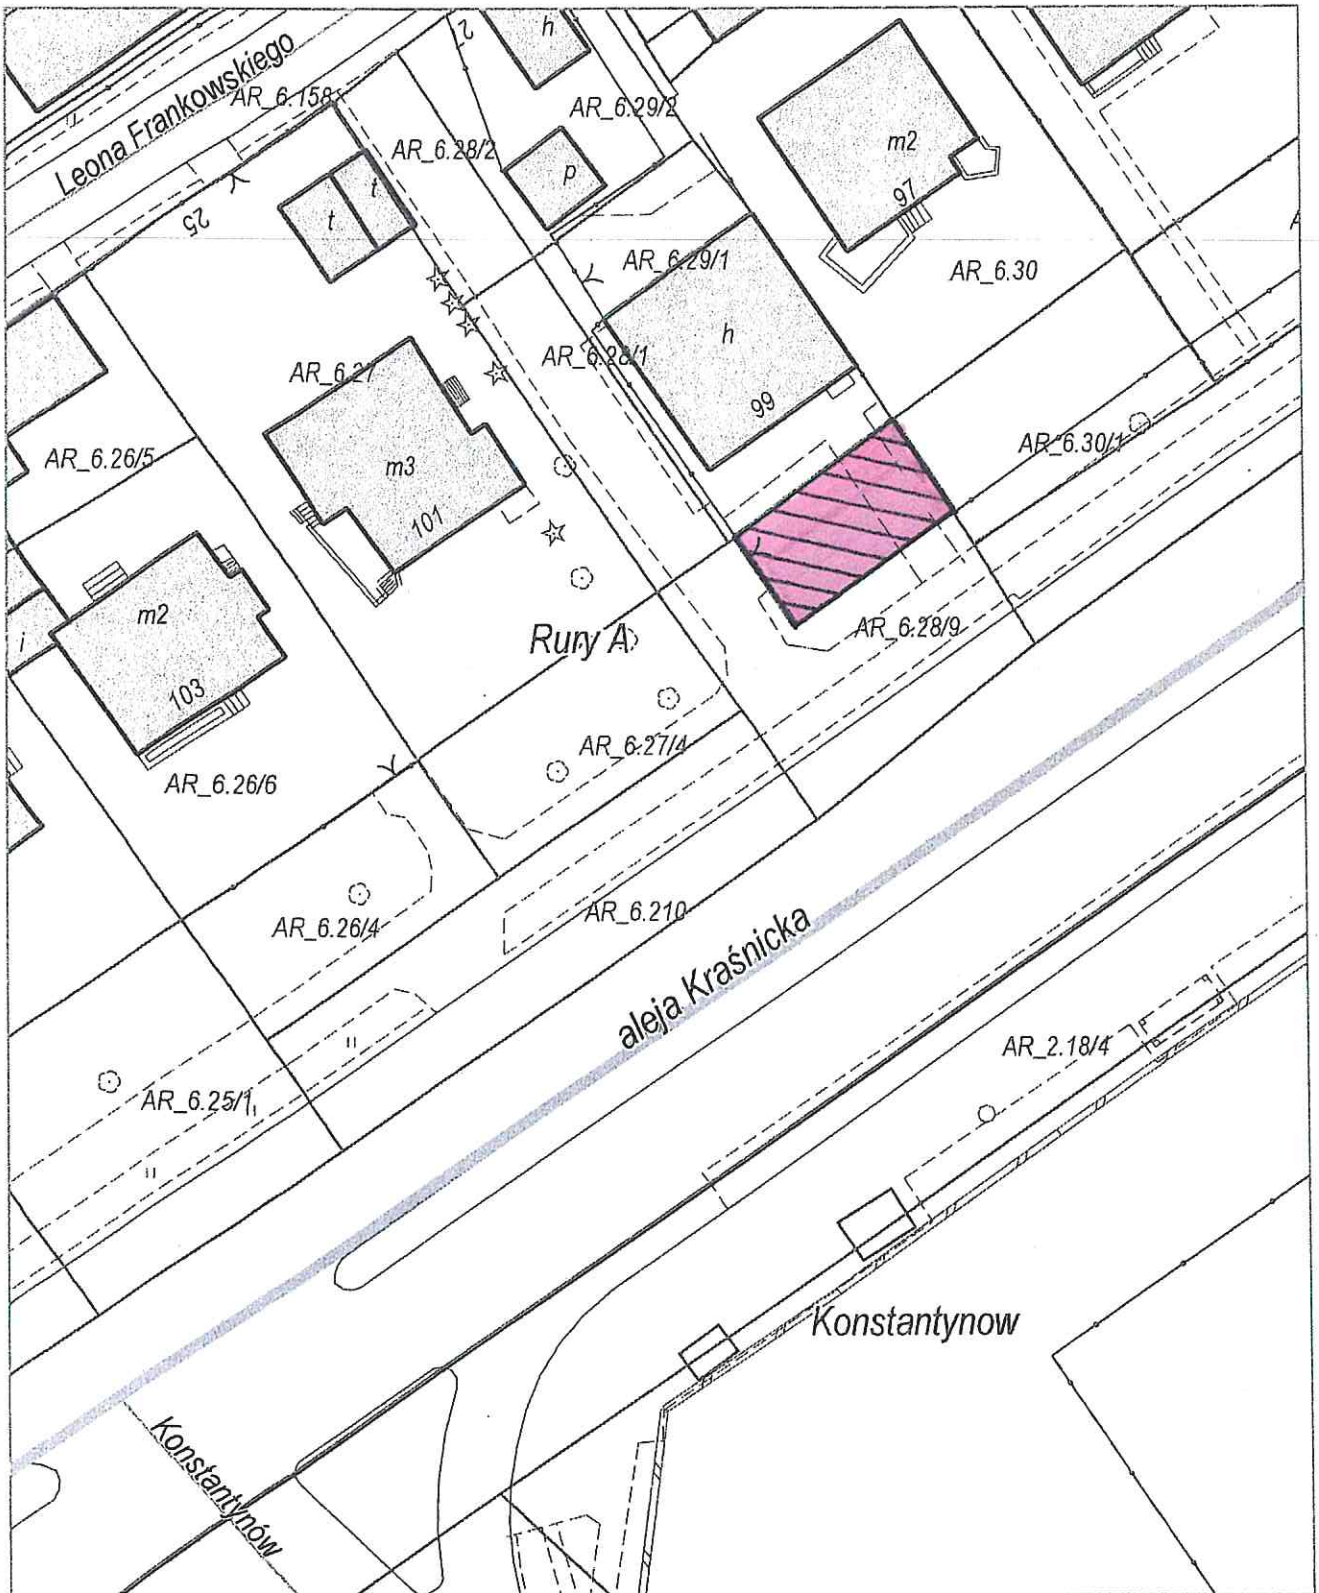 h
Leona Frankowskiego
AR_6.158
AR_6.29/2
AR_6.28/2
m2
p
97
t
t
25
AR_6.29/1
AR_6.30
h
AR_6.28/1
AR_6.27
99
AR_6.30/1
AR_6.26/5
m3
101
m2
AR_6.28/9
Rury A
i
103
AR_6.27/4
AR_6.26/6
AR_6.210
AR_6.26/4
aleja Kraśnicka
AR_2.18/4
AR_6.25/1
Konstantynow
Konstantynów